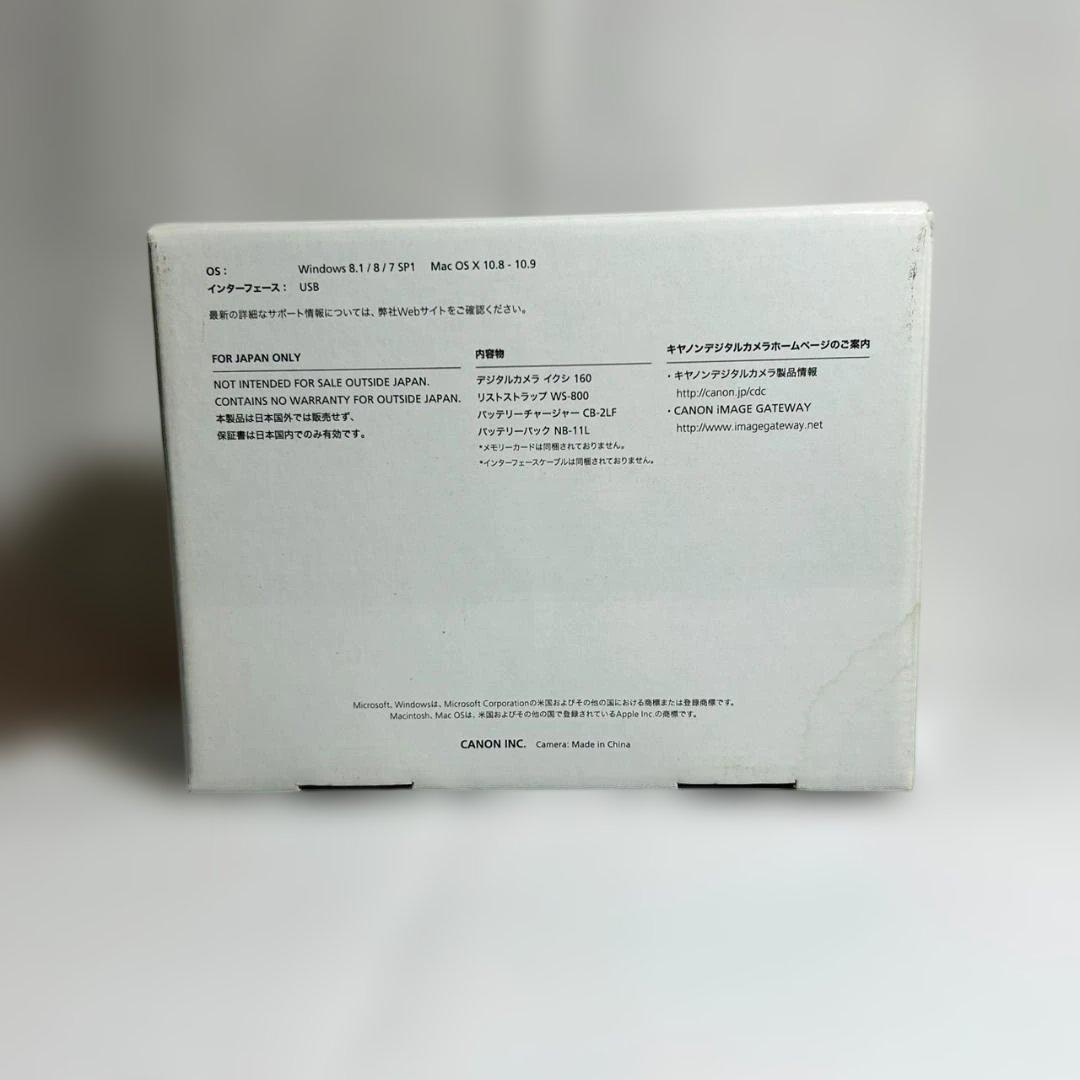 OS： Windows 8.1 / 8 / 7 SP1 Mac OS X 10.8 - 10.9
インターフェース： USB
最新の詳細なサポート情報については、弊社Webサイトをご確認ください。
FOR JAPAN ONLY
NOT INTENDED FOR SALE OUTSIDE JAPAN.
CONTAINS NO WARRANTY FOR OUTSIDE JAPAN.
本製品は日本国外では販売せず、
保証書は日本国内でのみ有効です。
内容物
デジタルカメラ イクシ 160
リストストラップ WS-800
バッテリーチャージャー CB-2LF
バッテリーパック NB-11L
*メモリーカードは同梱されておりません。
*インターフェースケーブルは同梱されておりません。
キヤノンデジタルカメラホームページのご案内
・キヤノンデジタルカメラ製品情報
http://canon.jp/cdc
・CANON iMAGE GATEWAY
http://www.imagegateway.net
Microsoft、Windowsは、Microsoft Corporationの米国およびその他の国における商標または登録商標です。
Macintosh、Mac OSは、米国およびその他の国で登録されているApple Inc.の商標です。
CANON INC. Camera: Made in China